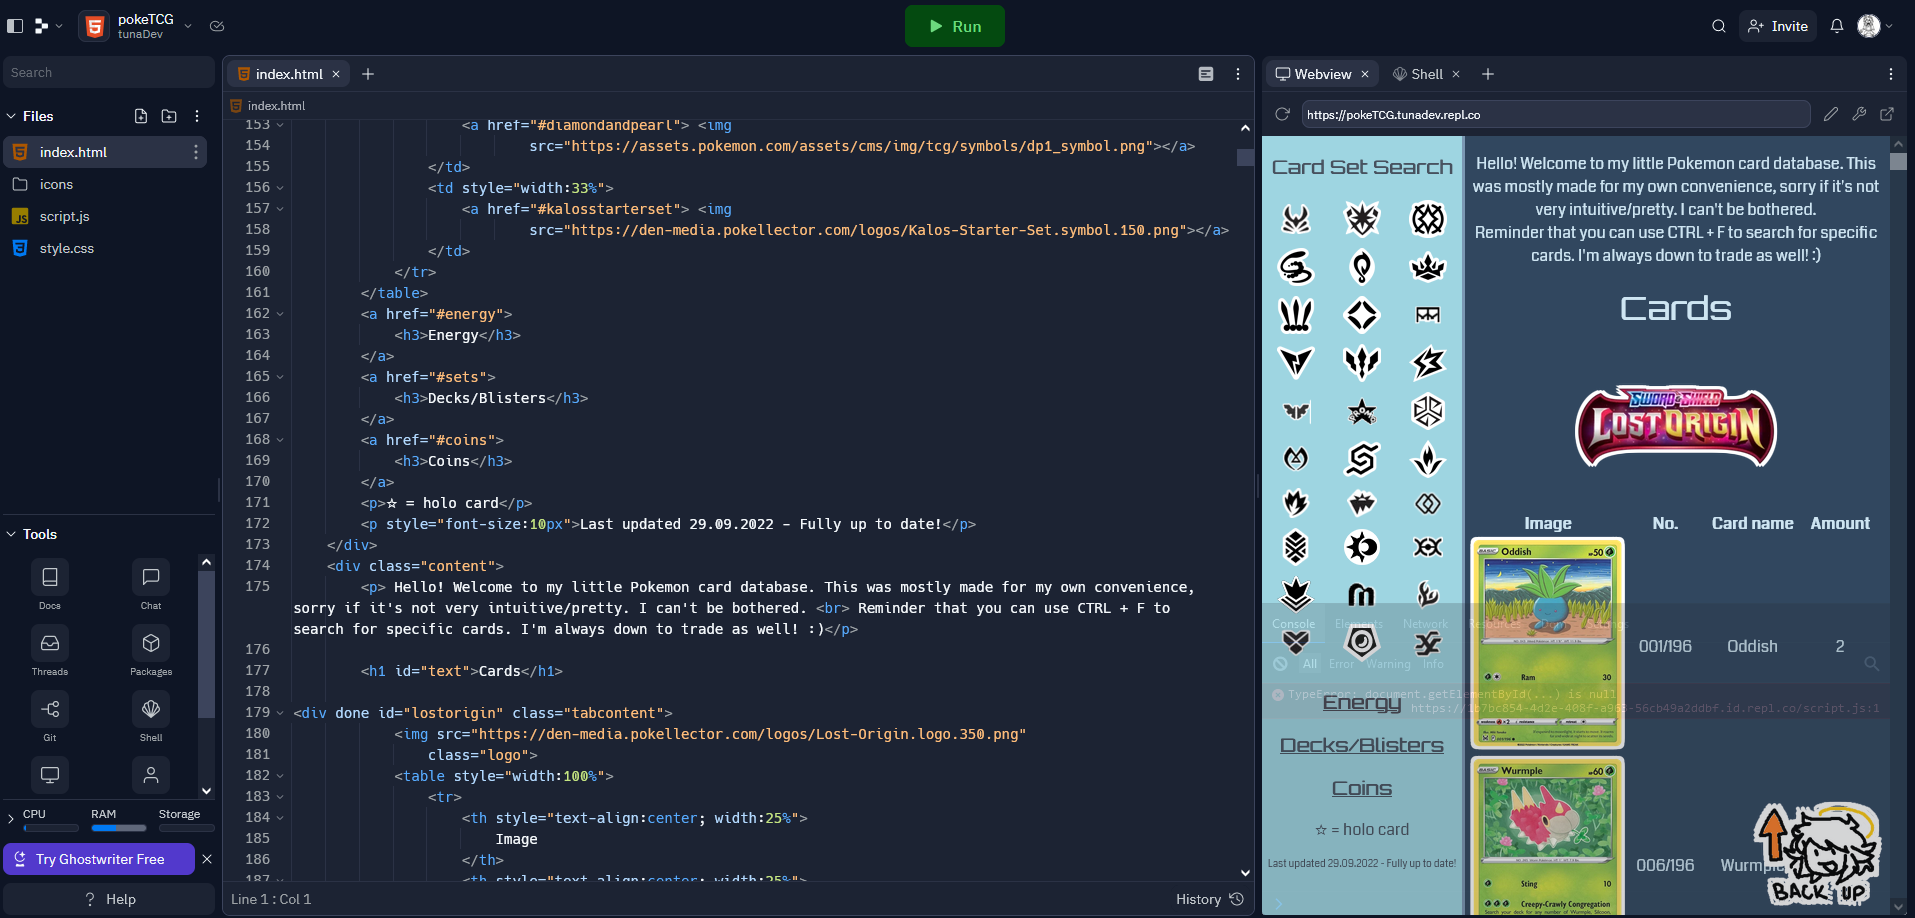 pokeTCG
tunaDev
Run
Invite
Search
Files
index.html
icons
script.js
style.css
Tools
Docs
Chat
Threads
Packages
Git
Shell
CPU
RAM
Storage
Try Ghostwriter Free
Help
index.html
index.html
153 <a href="#diamondandpearl"> <img
154 src="https://assets.pokemon.com/assets/cms/img/tcg/symbols/dp1_symbol.png"></a>
155 </td>
156 <td style="width:33%">
157 <a href="#kalosstarterset"> <img
158 src="https://den-media.pokellector.com/logos/Kalos-Starter-Set.symbol.150.png"></a>
159 </td>
160 </tr>
161 </table>
162 <a href="#energy">
163 <h3>Energy</h3>
164 </a>
165 <a href="#sets">
166 <h3>Decks/Blisters</h3>
167 </a>
168 <a href="#coins">
169 <h3>Coins</h3>
170 </a>
171 <p>☆ = holo card</p>
172 <p style="font-size:10px">Last updated 29.09.2022 - Fully up to date!</p>
173 </div>
174 <div class="content">
175 <p> Hello! Welcome to my little Pokemon card database. This was mostly made for my own convenience,
sorry if it's not very intuitive/pretty. I can't be bothered. <br> Reminder that you can use CTRL + F to
search for specific cards. I'm always down to trade as well! :)</p>
176
177 <h1 id="text">Cards</h1>
178
179 <div done id="lostorigin" class="tabcontent">
180 <img src="https://den-media.pokellector.com/logos/Lost-Origin.logo.350.png"
181 class="logo">
182 <table style="width:100%">
183 <tr>
184 <th style="text-align:center; width:25%">
185 Image
186 </th>
187 <th style="text-align:center; width:25%">
Line 1 : Col 1
History
Webview
Shell
https://pokeTCG.tunadev.repl.co
Card Set Search
Energy
Decks/Blisters
Coins
☆ = holo card
Last updated 29.09.2022 - Fully up to date!
Hello! Welcome to my little Pokemon card database. This
was mostly made for my own convenience, sorry if it's not
very intuitive/pretty. I can't be bothered.
Reminder that you can use CTRL + F to search for specific
cards. I'm always down to trade as well! :)
Cards
SWORD & SHIELD
LOST ORIGIN
Image No. Card name Amount
Oddish
50
Ram 30
001/196 Oddish 2
Console Elements Network Resources
All Error Warning Info
TypeError: document.getElementById(...) is null
https://1b7bc854-4d2e-408f-a963-56cb49a2ddbf.id.repl.co/script.js:1
Wurmple
60
Sting 10
Creepy-Crawly Congregation
006/196
BACK UP